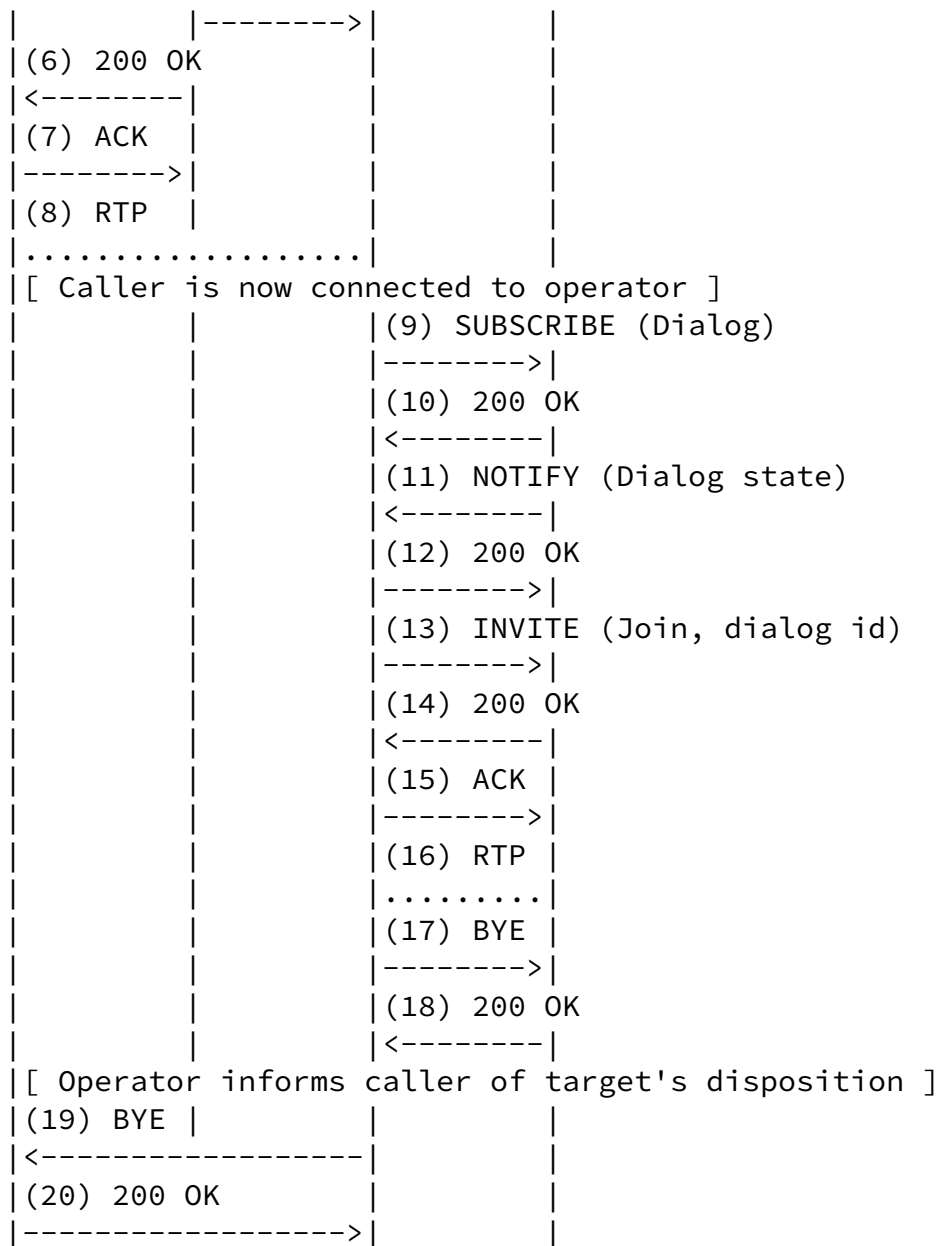 |         |-------->|         |
|(6) 200 OK         |         |
|<--------|         |         |
|(7) ACK  |         |         |
|-------->|         |         |
|(8) RTP  |         |         |
|...................|         |
|[ Caller is now connected to operator ]
|         |         |(9) SUBSCRIBE (Dialog)
|         |         |-------->|
|         |         |(10) 200 OK
|         |         |<--------|
|         |         |(11) NOTIFY (Dialog state)
|         |         |<--------|
|         |         |(12) 200 OK
|         |         |-------->|
|         |         |(13) INVITE (Join, dialog id)
|         |         |-------->|
|         |         |(14) 200 OK
|         |         |<--------|
|         |         |(15) ACK |
|         |         |-------->|
|         |         |(16) RTP |
|         |         |.........|
|         |         |(17) BYE |
|         |         |-------->|
|         |         |(18) 200 OK
|         |         |<--------|
|[ Operator informs caller of target's disposition ]
|(19) BYE |         |         |
|<------------------|         |
|(20) 200 OK        |         |
|------------------>|         |